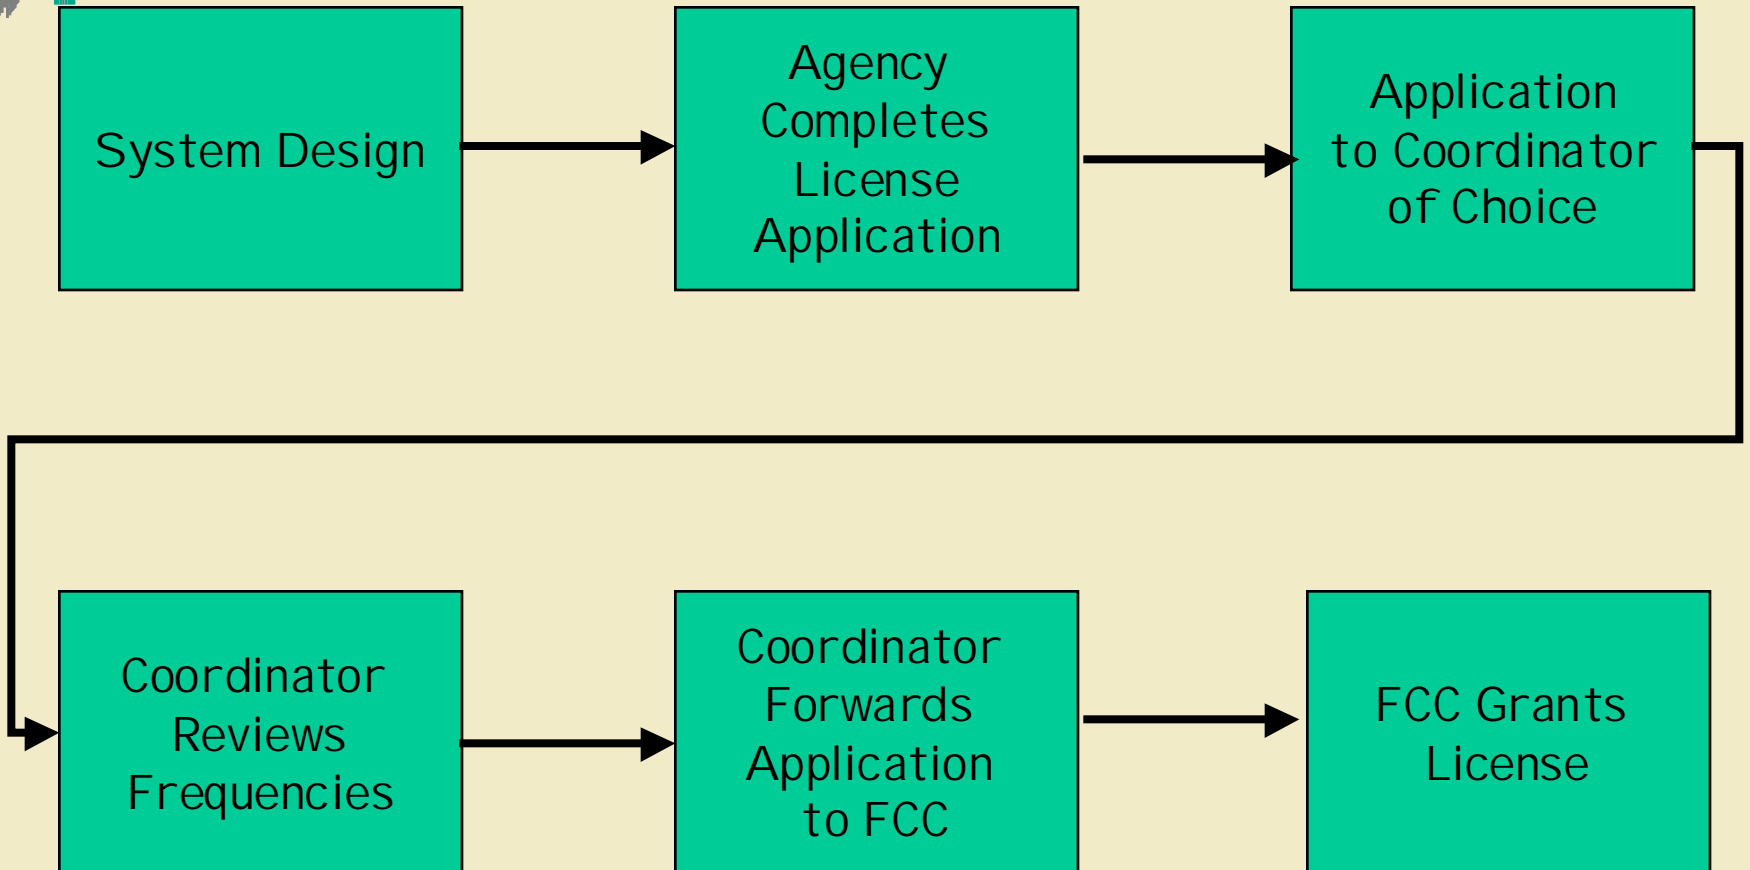 System Design
Agency
Completes
License
Application
Application
to Coordinator
of Choice
Coordinator
Reviews
Frequencies
Coordinator
Forwards
Application
to FCC
FCC Grants
License